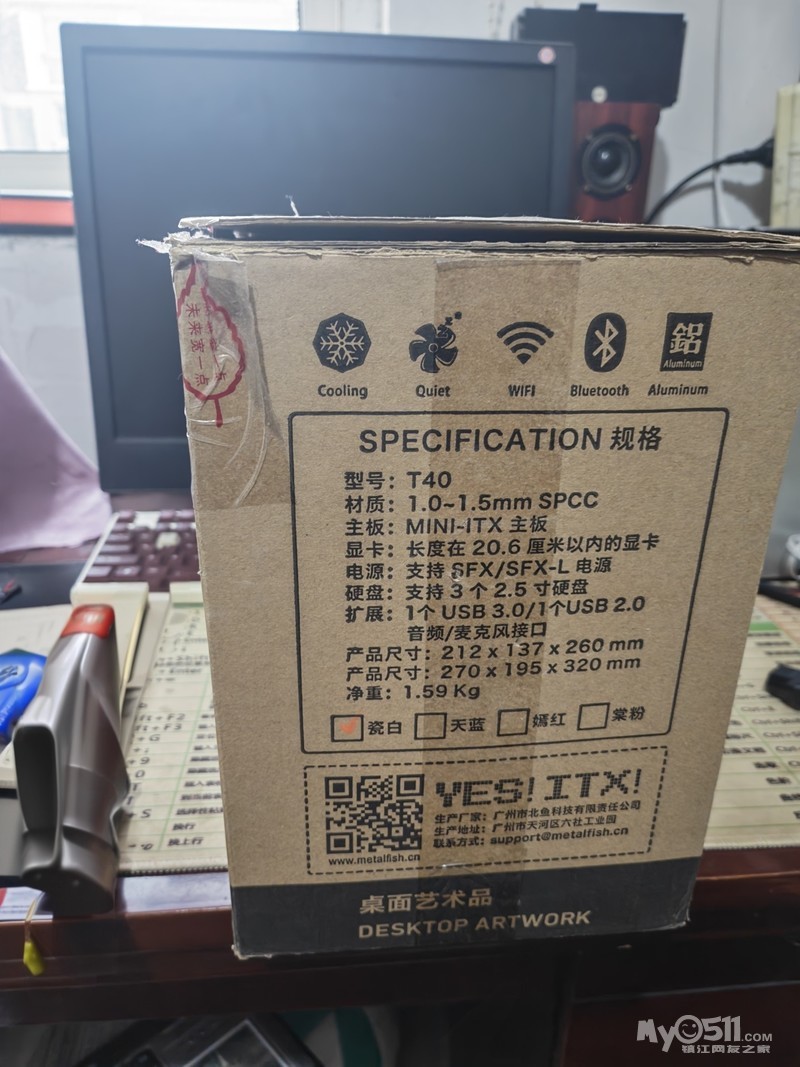 未来宽一点
Cooling
Quiet
WIFI
Bluetooth
鋁
Aluminum
Aluminum
SPECIFICATION 规格
型号：T40
材质：1.0~1.5mm SPCC
主板：MINI-ITX 主板
显卡：长度在 20.6 厘米以内的显卡
电源：支持 SFX/SFX-L 电源
硬盘：支持 3 个 2.5 寸硬盘
扩展：1个 USB 3.0/1个USB 2.0
音频/麦克风接口
产品尺寸：212 x 137 x 260 mm
产品尺寸：270 x 195 x 320 mm
净重：1.59 Kg
瓷白 天蓝 嫣红 棠粉
YES! ITX!
生产厂家：广州市北鱼科技有限责任公司
生产地址：广州市天河区六社工业园
联系方式：support@metalfish.cn
www.metalfish.cn
桌面艺术品
DESKTOP ARTWORK
My0511.COM
镇江网友之家